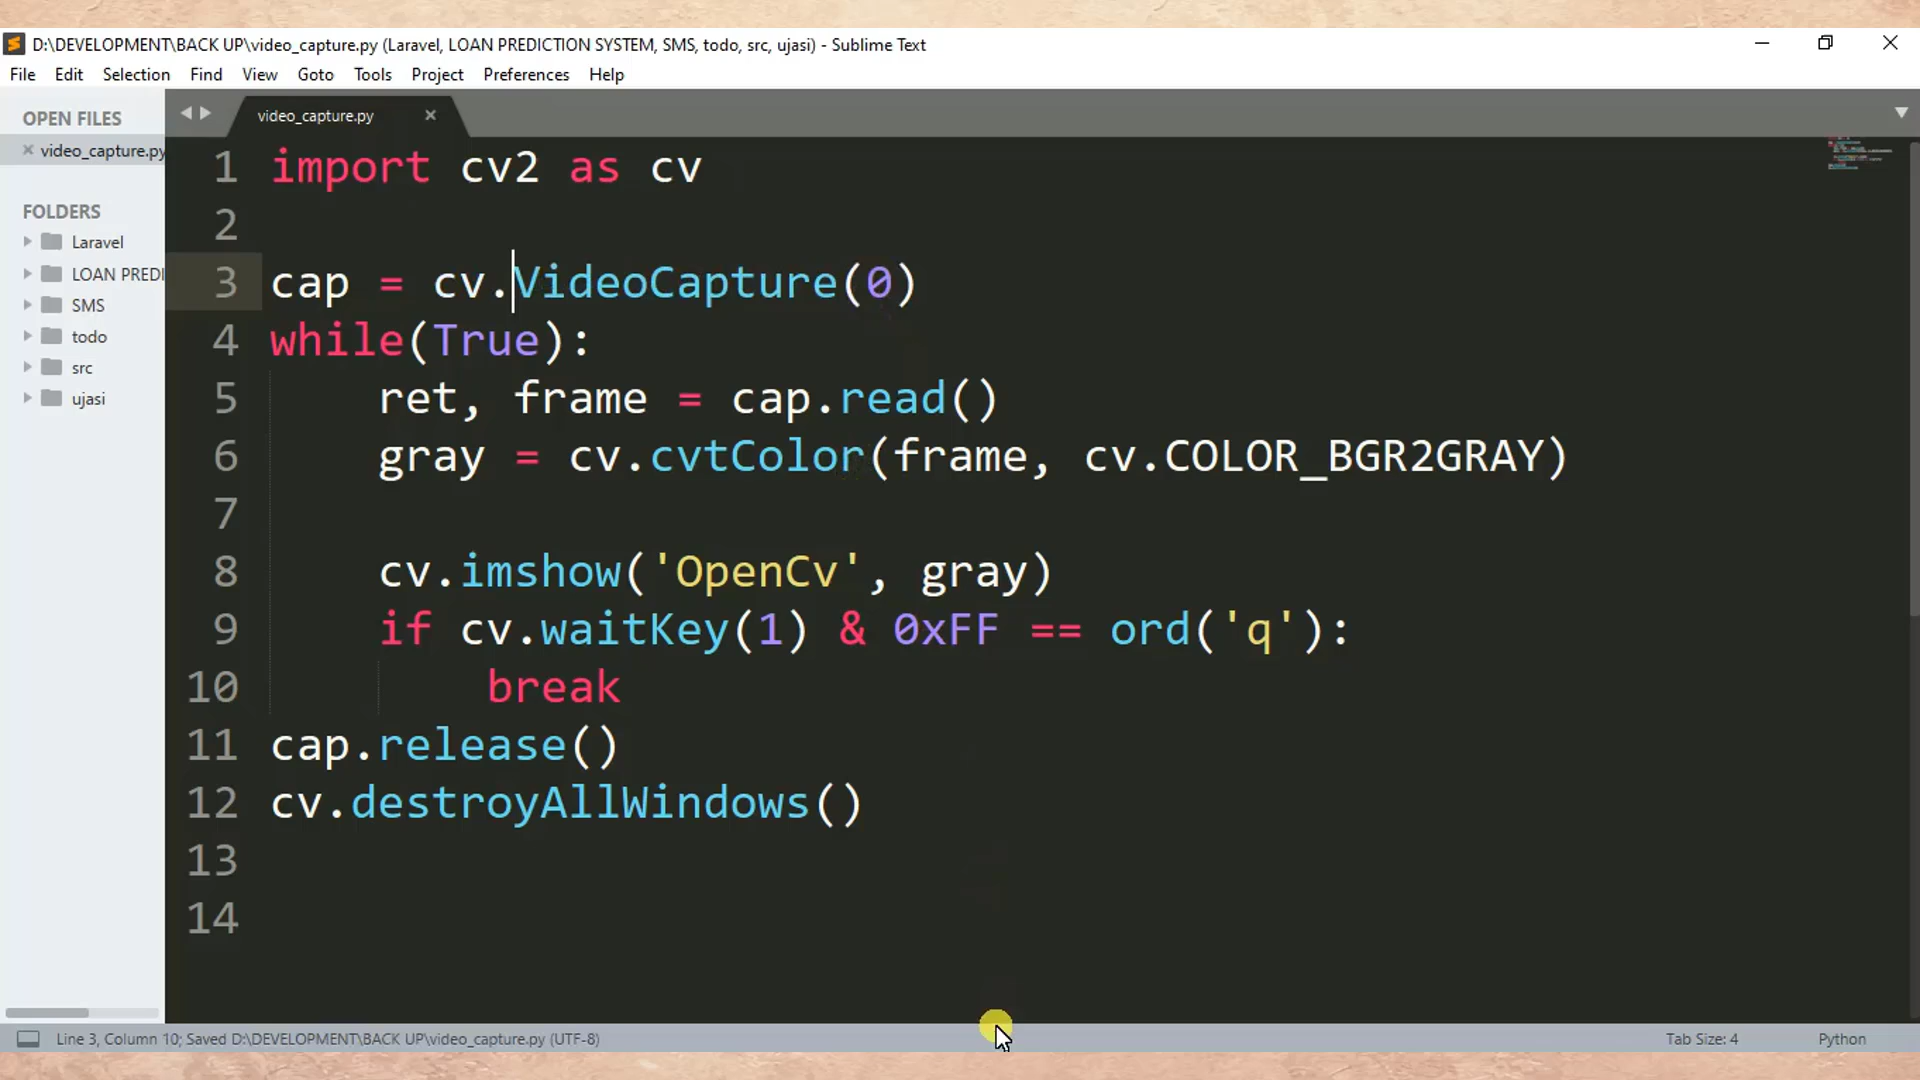 D:\DEVELOPMENT\BACK UP\video_capture.py (Laravel, LOAN PREDICTION SYSTEM, SMS, todo, src, ujasi) - Sublime Text
File Edit Selection Find View Goto Tools Project Preferences Help
OPEN FILES
video_capture.py
FOLDERS
Laravel
LOAN PREDI
SMS
todo
src
ujasi
video_capture.py
1 import cv2 as cv
2
3 cap = cv.VideoCapture(0)
4 while(True):
5     ret, frame = cap.read()
6     gray = cv.cvtColor(frame, cv.COLOR_BGR2GRAY)
7
8     cv.imshow('OpenCv', gray)
9     if cv.waitKey(1) & 0xFF == ord('q'):
10         break
11 cap.release()
12 cv.destroyAllWindows()
13
14
Line 3, Column 10; Saved D:\DEVELOPMENT\BACK UP\video_capture.py (UTF-8)
Tab Size: 4
Python